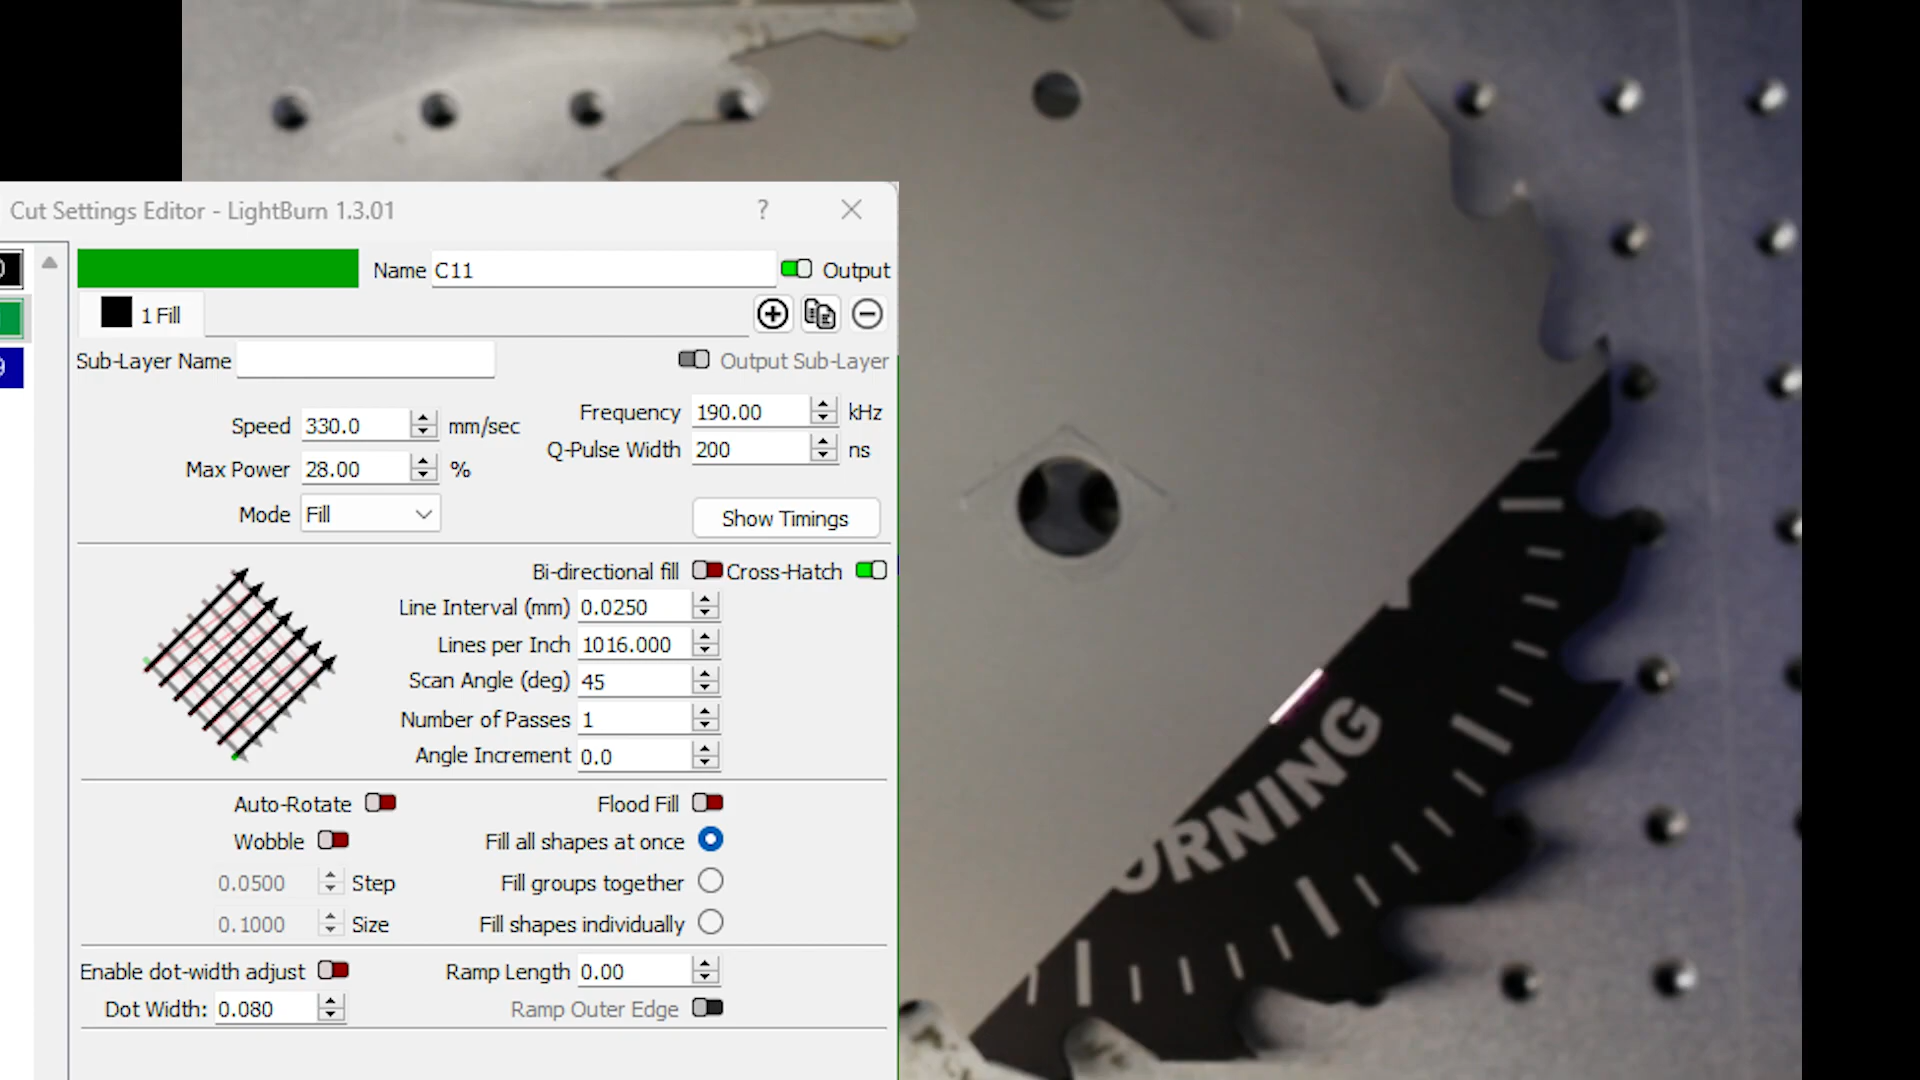 Cut Settings Editor - LightBurn 1.3.01 ?
Name C11 Output
1 Fill
Sub-Layer Name Output Sub-Layer
Speed 330.0 mm/sec
Frequency 190.00 kHz
Max Power 28.00 %
Q-Pulse Width 200 ns
Mode Fill
Show Timings
Bi-directional fill Cross-Hatch
Line Interval (mm) 0.0250
Lines per Inch 1016.000
Scan Angle (deg) 45
Number of Passes 1
Angle Increment 0.0
Auto-Rotate Flood Fill
Wobble Fill all shapes at once
0.0500 Step Fill groups together
0.1000 Size Fill shapes individually
Enable dot-width adjust Ramp Length 0.00
Dot Width: 0.080 Ramp Outer Edge
URNING